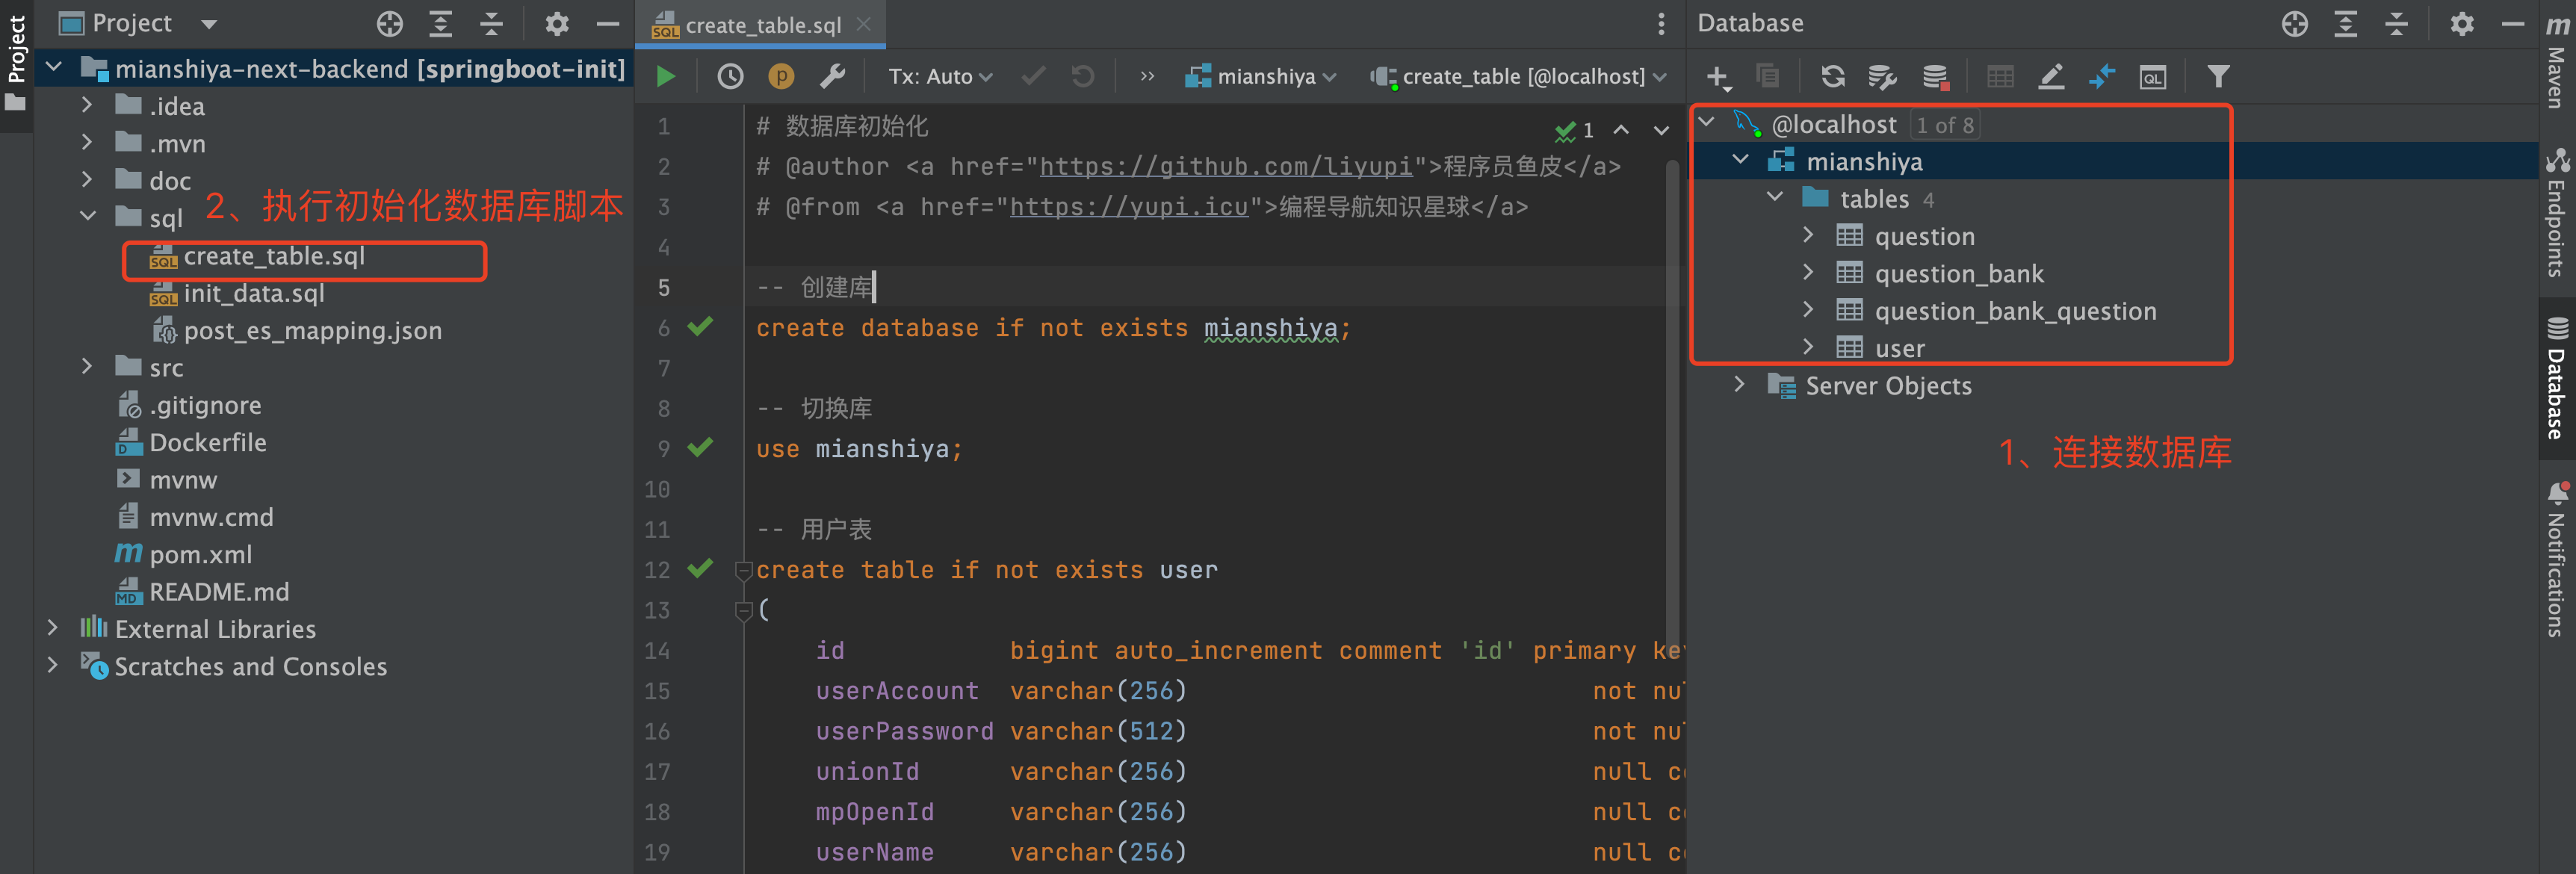 Project
Project
mianshiya-next-backend [springboot-init]
.idea
.mvn
doc
sql
2、执行初始化数据库脚本
create_table.sql
init_data.sql
post_es_mapping.json
src
.gitignore
Dockerfile
mvnw
mvnw.cmd
pom.xml
README.md
External Libraries
Scratches and Consoles
create_table.sql
Tx: Auto
mianshiya
create_table [@localhost]
1 # 数据库初始化
1
2 # @author <a href="https://github.com/liyupi">程序员鱼皮</a>
3 # @from <a href="https://yupi.icu">编程导航知识星球</a>
4
5 -- 创建库
6 create database if not exists mianshiya;
7
8 -- 切换库
9 use mianshiya;
10
11 -- 用户表
12 create table if not exists user
13 (
14 id bigint auto_increment comment 'id' primary key
15 userAccount varchar(256) not nul
16 userPassword varchar(512) not nul
17 unionId varchar(256) null co
18 mpOpenId varchar(256) null co
19 userName varchar(256) null co
Database
@localhost 1 of 8
mianshiya
tables 4
question
question_bank
question_bank_question
user
Server Objects
1、连接数据库
Maven
Endpoints
Database
Notifications